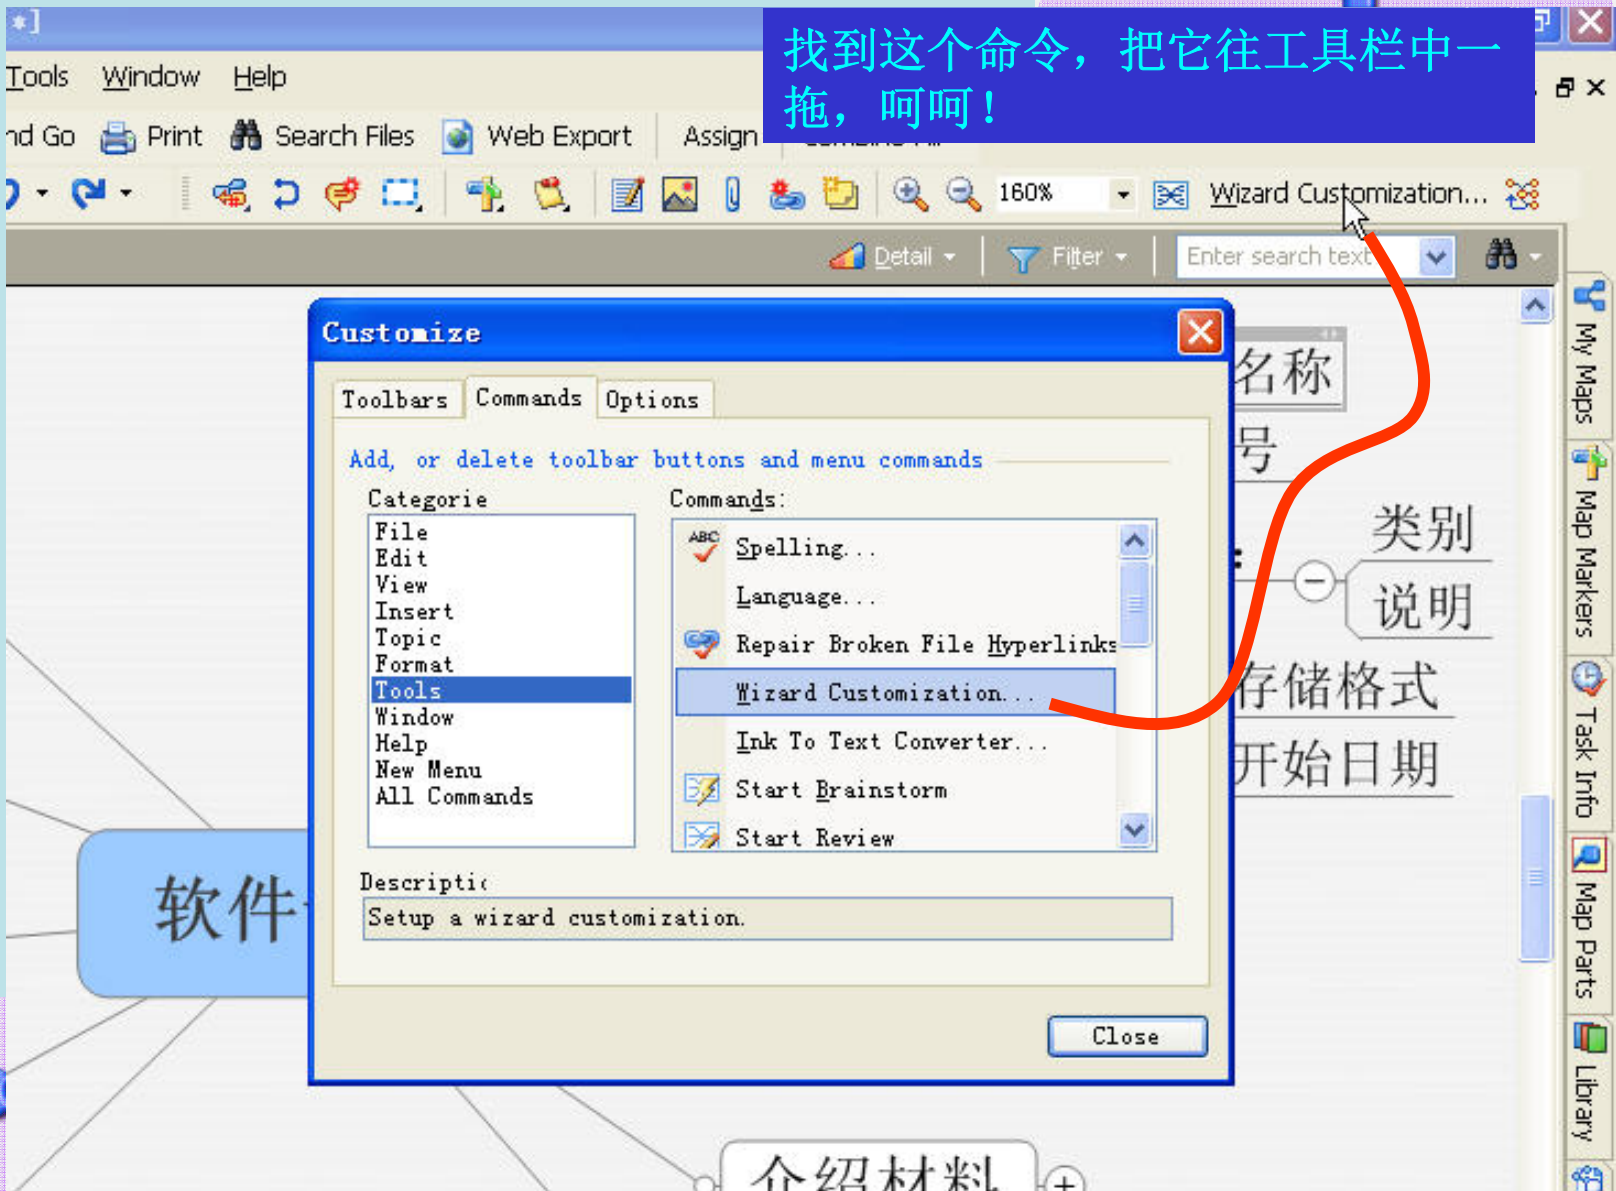 *]
找到这个命令，把它往工具栏中一
拖，呵呵！
Tools Window Help
nd Go Print Search Files Web Export Assign
160% Wizard Customization...
Detail Filter Enter search text
Customize
Toolbars Commands Options
Add, or delete toolbar buttons and menu commands
Categorie Commands:
File
Edit
View
Insert
Topic
Format
Tools
Window
Help
New Menu
All Commands
ABC Spelling...
Language...
Repair Broken File Hyperlinks
Wizard Customization...
Ink To Text Converter...
Start Brainstorm
Start Review
Descripti
Setup a wizard customization.
Close
名称
号
类别
说明
存储格式
开始日期
软件
介绍材料
My Maps
Map Markers
Task Info
Map Parts
Library